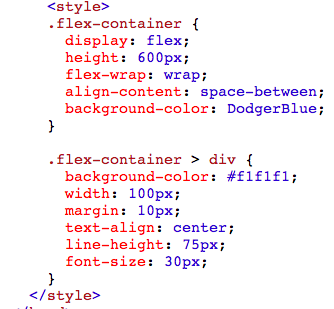 <style>
.flex-container {
display: flex;
height: 600px;
flex-wrap: wrap;
align-content: space-between;
background-color: DodgerBlue;
}
.flex-container > div {
background-color: #f1f1f1;
width: 100px;
margin: 10px;
text-align: center;
line-height: 75px;
font-size: 30px;
}
</style>